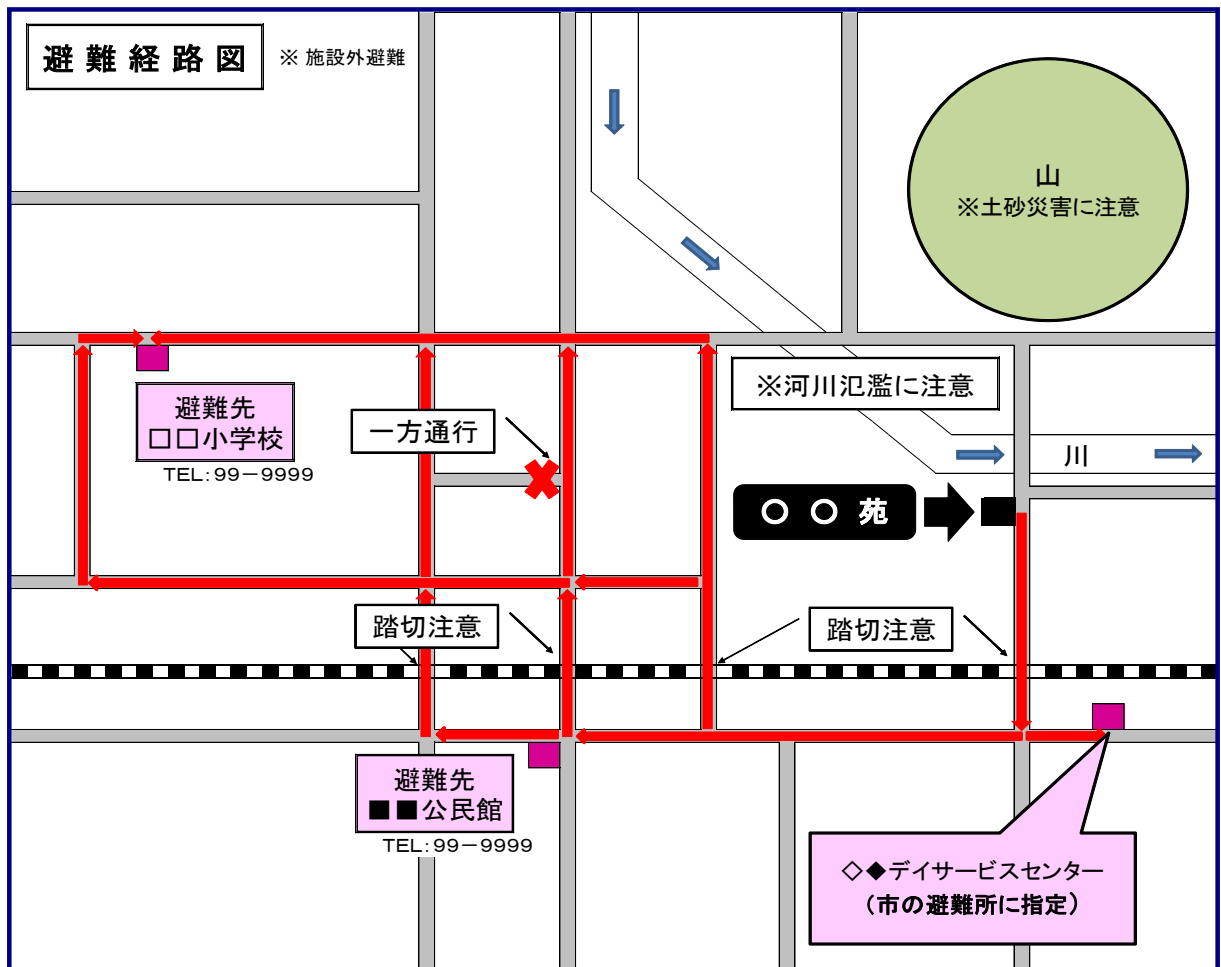 避難経路図
※ 施設外避難
山
※土砂災害に注意
※河川氾濫に注意
避難先
□□小学校
TEL:99-9999
一方通行
川
○○苑
踏切注意
踏切注意
避難先
■■公民館
TEL:99-9999
◇◆デイサービスセンター
(市の避難所に指定)